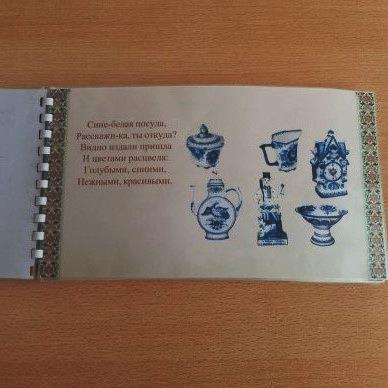 Сине-белая посуда,
Расскажи-ка, ты откуда?
Видно издали пришла
И цветами расцвела:
Голубыми, синими,
Нежными, красивыми.